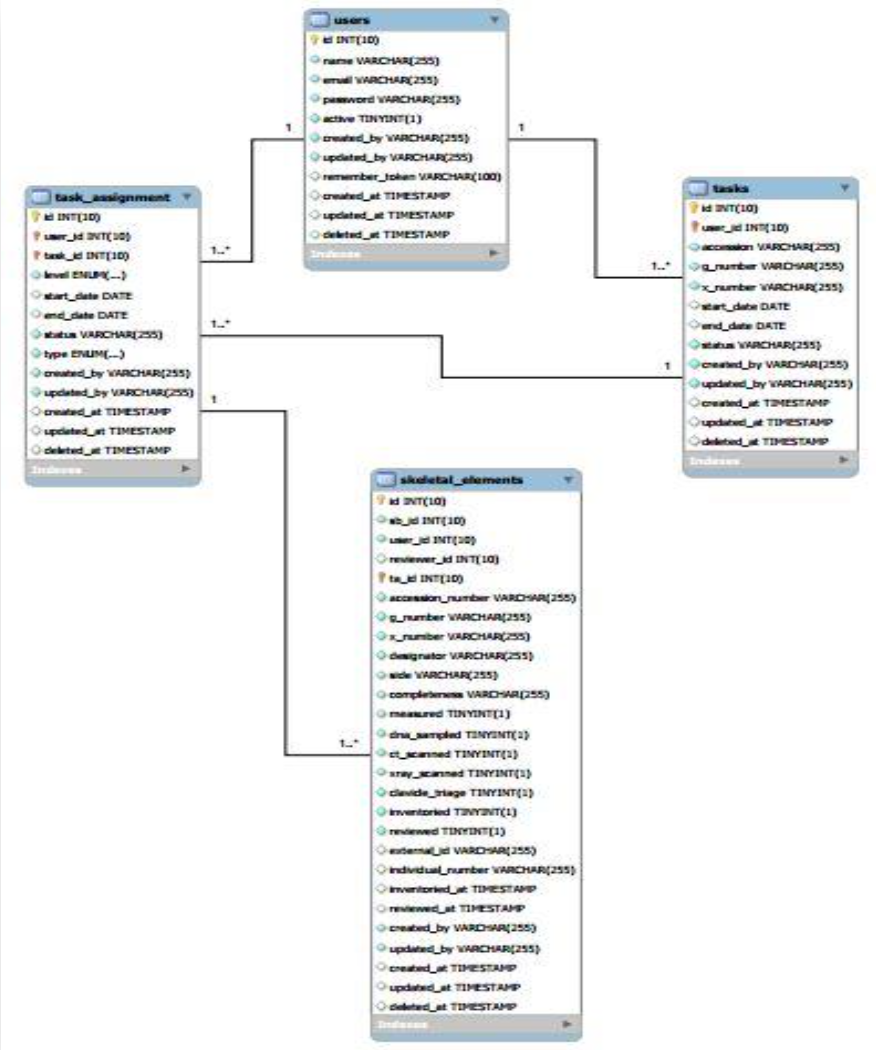 users
id INT(10)
name VARCHAR(255)
email VARCHAR(255)
password VARCHAR(255)
active TINYINT(1)
created_by VARCHAR(255)
updated_by VARCHAR(255)
remember_token VARCHAR(100)
created_at TIMESTAMP
updated_at TIMESTAMP
deleted_at TIMESTAMP
Indexes
1
1
task_assignment
id INT(10)
user_id INT(10)
task_id INT(10)
level ENUM(...)
start_date DATE
end_date DATE
status VARCHAR(255)
type ENUM(...)
created_by VARCHAR(255)
updated_by VARCHAR(255)
created_at TIMESTAMP
updated_at TIMESTAMP
deleted_at TIMESTAMP
Indexes
1..*
1..*
1
tasks
id INT(10)
user_id INT(10)
accession VARCHAR(255)
g_number VARCHAR(255)
x_number VARCHAR(255)
start_date DATE
end_date DATE
status VARCHAR(255)
created_by VARCHAR(255)
updated_by VARCHAR(255)
created_at TIMESTAMP
updated_at TIMESTAMP
deleted_at TIMESTAMP
Indexes
1..*
1
skeletal_elements
id INT(10)
sb_id INT(10)
user_id INT(10)
reviewer_id INT(10)
ta_id INT(10)
accession_number VARCHAR(255)
g_number VARCHAR(255)
x_number VARCHAR(255)
designator VARCHAR(255)
side VARCHAR(255)
completeness VARCHAR(255)
measured TINYINT(1)
dna_sampled TINYINT(1)
ct_scanned TINYINT(1)
xray_scanned TINYINT(1)
clavicle_triage TINYINT(1)
inventoried TINYINT(1)
reviewed TINYINT(1)
external_id VARCHAR(255)
individual_number VARCHAR(255)
inventoried_at TIMESTAMP
reviewed_at TIMESTAMP
created_by VARCHAR(255)
updated_by VARCHAR(255)
created_at TIMESTAMP
updated_at TIMESTAMP
deleted_at TIMESTAMP
Indexes
1..*